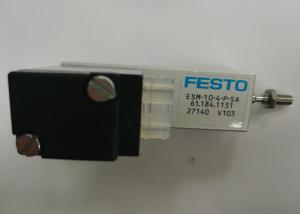 FESTO
ESM-10-4-P-SA
61.184.1131
27140 V103